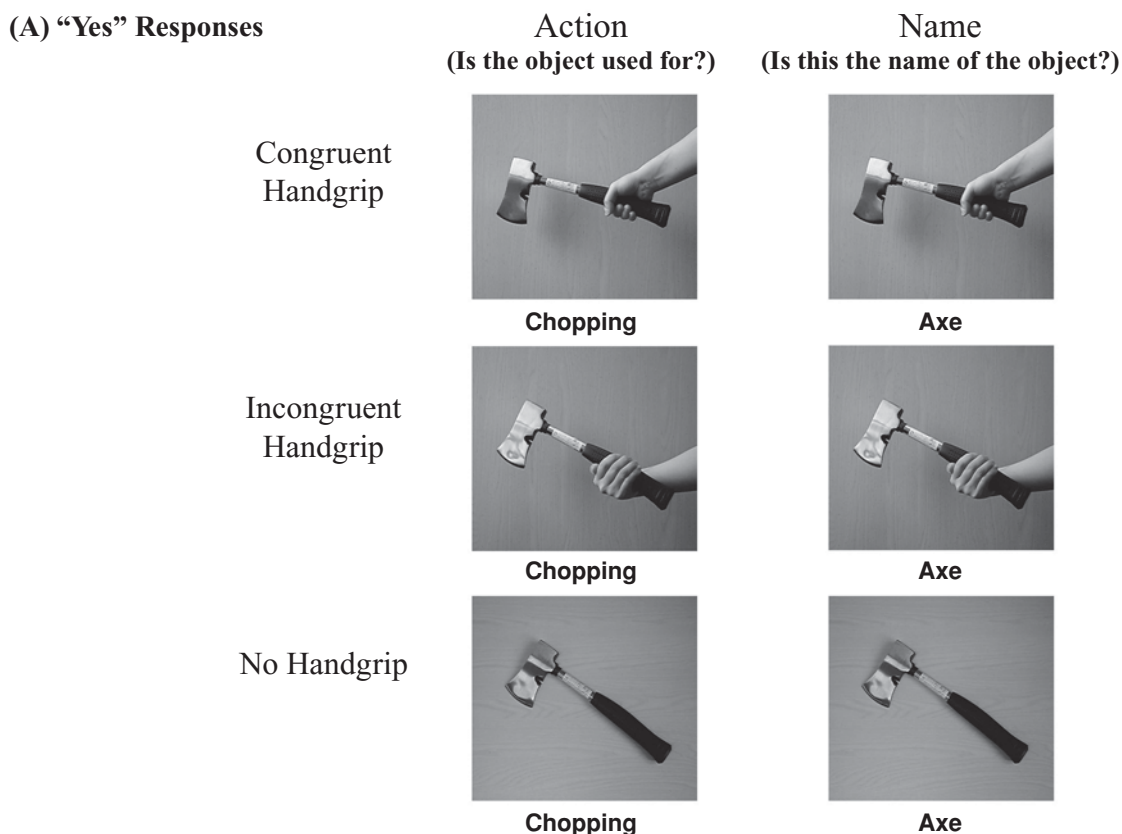 (A) “Yes” Responses
Action
(Is the object used for?)
Name
(Is this the name of the object?)
Congruent
Handgrip
Chopping
Axe
Incongruent
Handgrip
Chopping
Axe
No Handgrip
Chopping
Axe